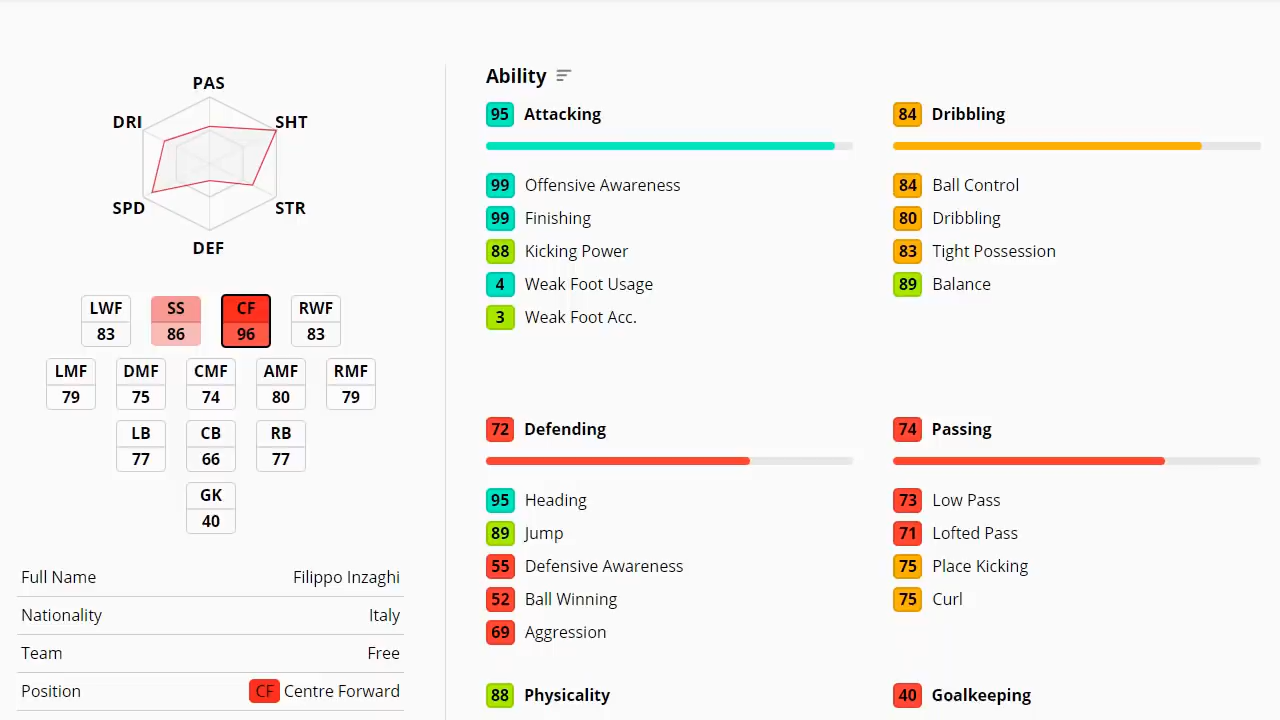 PAS
DRI
SHT
SPD
STR
DEF
LWF
SS
CF
RWF
83
86
96
83
LMF
DMF
CMF
AMF
RMF
79
75
74
80
79
LB
CB
RB
77
66
77
GK
40
Full Name Filippo Inzaghi
Nationality Italy
Team Free
Position CF Centre Forward
Ability
95 Attacking
99 Offensive Awareness
99 Finishing
88 Kicking Power
4 Weak Foot Usage
3 Weak Foot Acc.
84 Dribbling
84 Ball Control
80 Dribbling
83 Tight Possession
89 Balance
72 Defending
95 Heading
89 Jump
55 Defensive Awareness
52 Ball Winning
69 Aggression
74 Passing
73 Low Pass
71 Lofted Pass
75 Place Kicking
75 Curl
88 Physicality
40 Goalkeeping